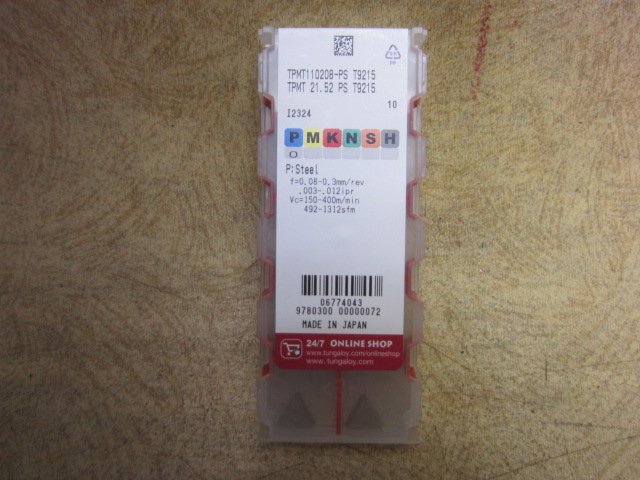 PP
TPMT110208-PS T9215
TPMT 21.52 PS T9215
10
I2324
P M K N S H
O
P:Steel
f=0.08-0.3mm/rev
.003-.012ipr
Vc=150-400m/min
492-1312sfm
06774043
9780300 00000072
MADE IN JAPAN
24/7 ONLINE SHOP
www.tungaloy.com/onlineshop
www.tungaloy.com